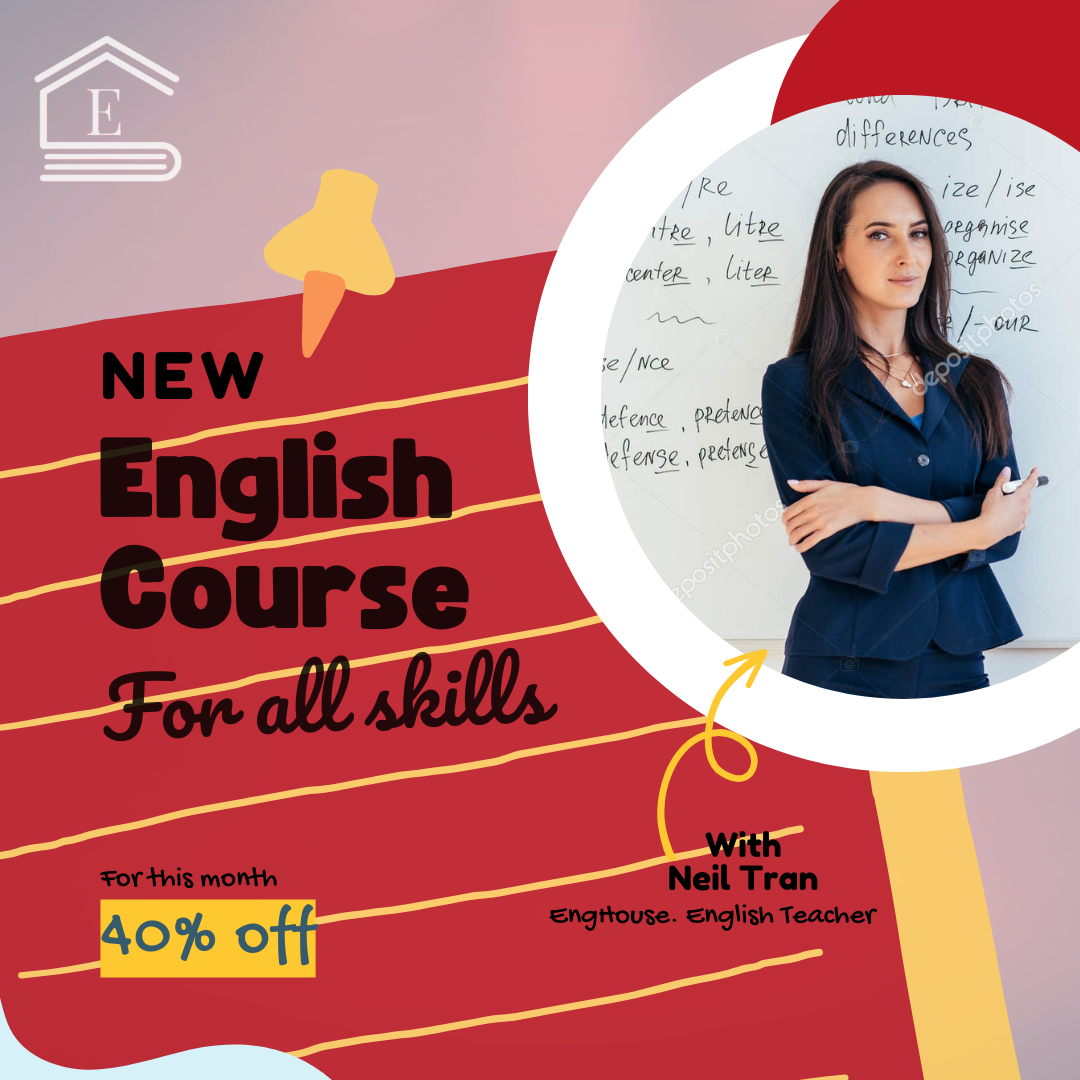 E
NEW
English
Course
For all skills
For this month
40% off
With
Neil Tran
EngHouse. English Teacher
differences
/Re
litre , litre
center , liter
se/nce
defence , pretence
defense , pretense
ize / ise
organise
organize
/-our
depositphotos
depositphotos